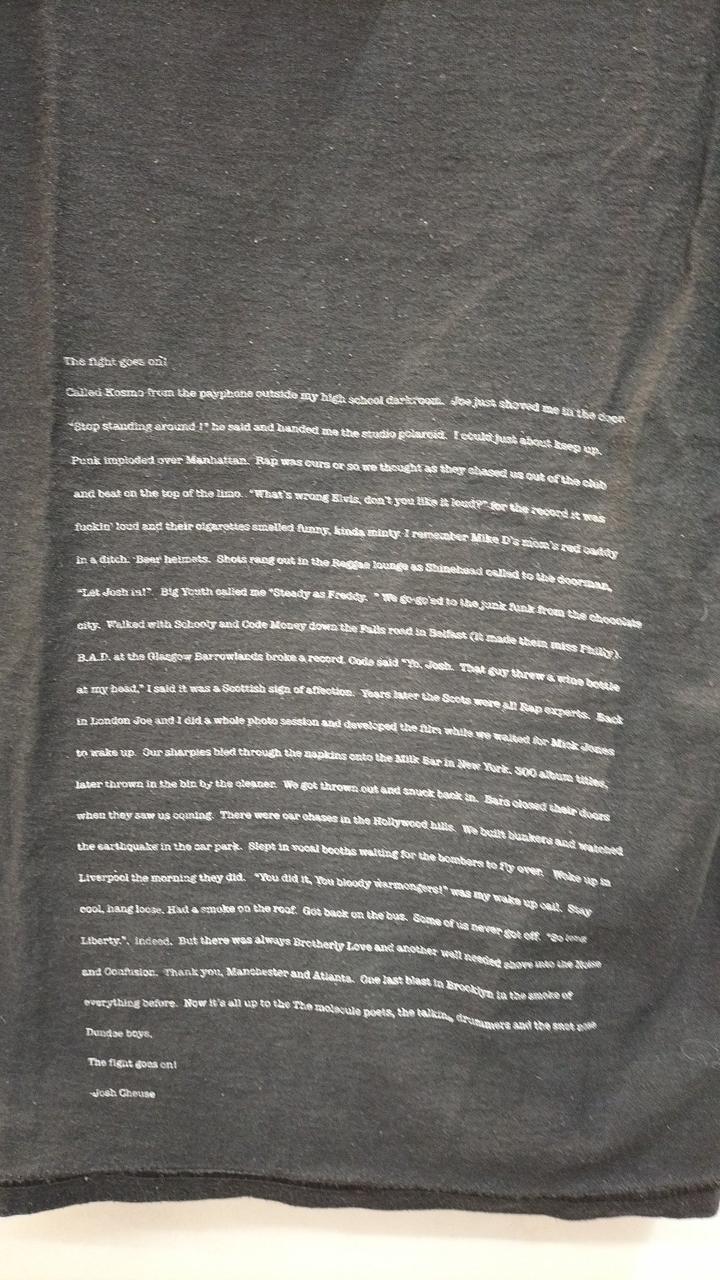 The fight goes on!
Called Kosmo from the payphone outside my high school darkroom. Joe just shoved me in the door.
"Stop standing around !" he said and handed me the studio polaroid. I could just about keep up.
Punk imploded over Manhattan. Rap was ours or so we thought as they chased us out of the club
and beat on the top of the limo. "What's wrong Elvis, don't you like it loud?" for the record it was
fuckin' loud and their cigarettes smelled funny, kinda minty. I remember Mike D's mom's red caddy
in a ditch. Beer helmets. Shots rang out in the Reggae lounge as Shinehead called to the doorman,
"Let Josh in!". Big Youth called me "Steady as Freddy. " We go-go'ed to the junk funk from the chocolate
city. Walked with Schooly and Code Money down the Falls road in Belfast (it made them miss Philly).
B.A.D. at the Glasgow Barrowlands broke a record. Code said "Yo, Josh. That guy threw a wine bottle
at my head," I said it was a Scottish sign of affection. Years later the Scots were all Rap experts. Back
in London Joe and I did a whole photo session and developed the film while we waited for Mick Jones
to wake up. Our sharpies bled through the napkins onto the Milk Bar in New York. 300 album titles,
later thrown in the bin by the cleaner. We got thrown out and snuck back in. Bars closed their doors
when they saw us coming. There were car chases in the Hollywood hills. We built bunkers and watched
the earthquake in the car park. Slept in vocal booths waiting for the bombers to fly over. Woke up in
Liverpool the morning they did. "You did it, You bloody warmongers!" was my wake up call. Stay
cool, hang loose. Had a smoke on the roof. Got back on the bus. Some of us never got off. "So long
Liberty.", indeed. But there was always Brotherly Love and another wall needed shove into the Noise
and Confusion. Thank you, Manchester and Atlanta. One last blast in Brooklyn in the smoke of
everything before. Now it's all up to the The molecule poets, the talkin, drummers and the snot nose
Dundee boys,
The fight goes on!
-Josh Cheuse